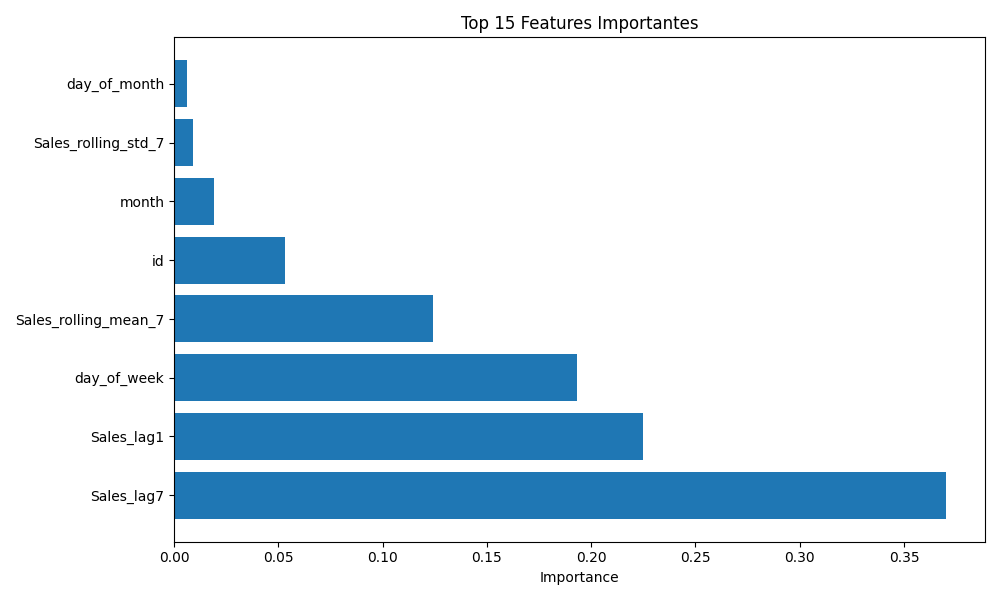 Top 15 Features Importantes
day_of_month
Sales_rolling_std_7
month
id
Sales_rolling_mean_7
day_of_week
Sales_lag1
Sales_lag7
0.00 0.05 0.10 0.15 0.20 0.25 0.30 0.35
Importance